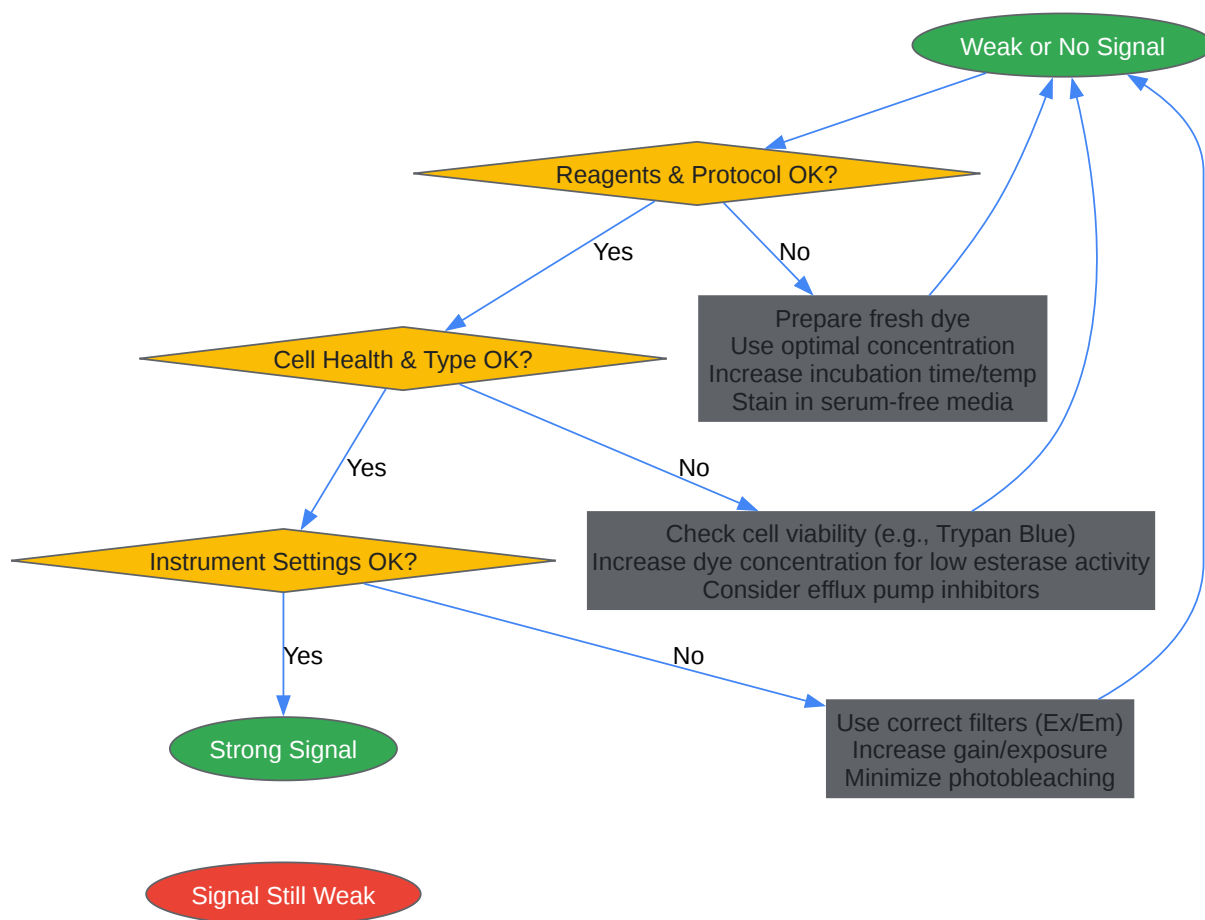 Weak or No Signal
Reagents & Protocol OK?
Yes
No
Prepare fresh dye
Use optimal concentration
Increase incubation time/temp
Stain in serum-free media
Cell Health & Type OK?
Yes
No
Check cell viability (e.g., Trypan Blue)
Increase dye concentration for low esterase activity
Consider efflux pump inhibitors
Instrument Settings OK?
Yes
No
Use correct filters (Ex/Em)
Increase gain/exposure
Minimize photobleaching
Strong Signal
Signal Still Weak